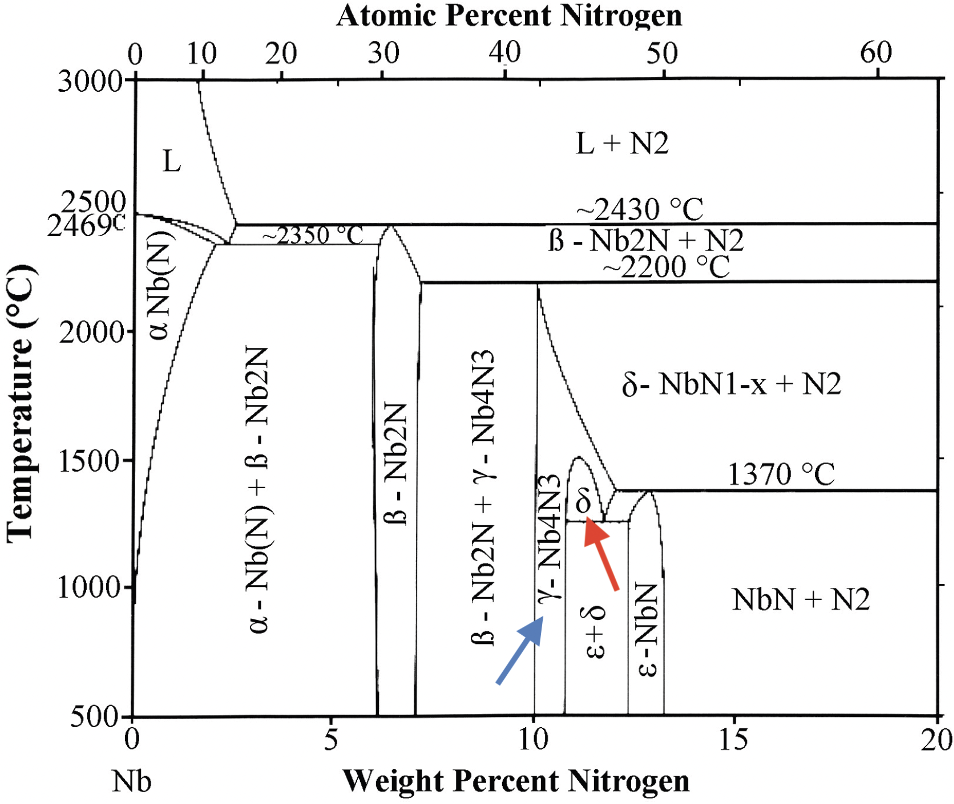 Atomic Percent Nitrogen
0 10 20 30 40 50 60
3000
L
L + N2
2500
2469c
~2430 °C
~2350 °C
ß - Nb2N + N2
~2200 °C
α Nb(N)
2000
α - Nb(N) + ß - Nb2N
ß - Nb2N
ß - Nb2N + γ - Nb4N3
δ- NbN1-x + N2
1500
1370 °C
γ- Nb4N3
δ
1000
ε+δ
ε-NbN
NbN + N2
500
Temperature (°C)
0 5 10 15 20
Nb
Weight Percent Nitrogen